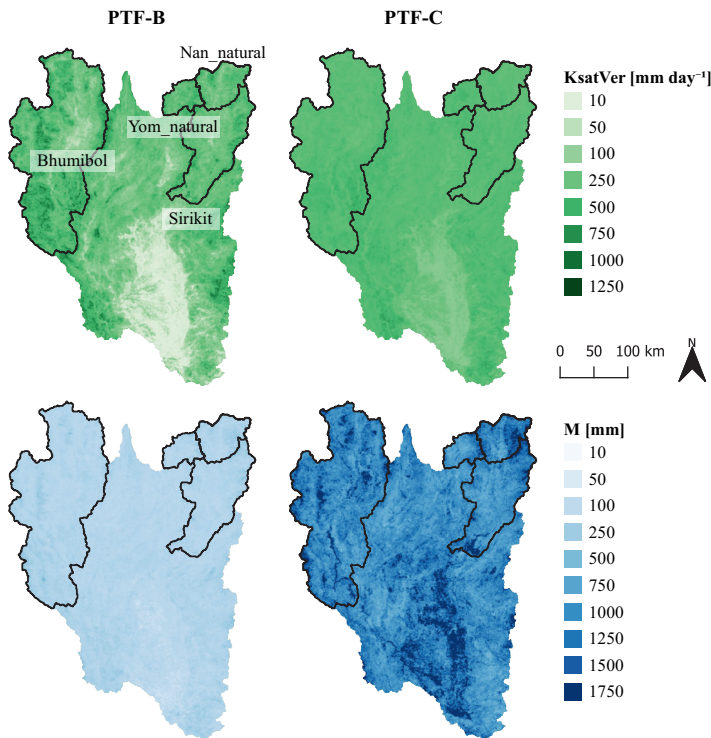 PTF-B
PTF-C
Nan_natural
Yom_natural
Bhumibol
Sirikit
KsatVer [mm day⁻¹]
10
50
100
250
500
750
1000
1250
0 50 100 km
N
M [mm]
10
50
100
250
500
750
1000
1250
1500
1750